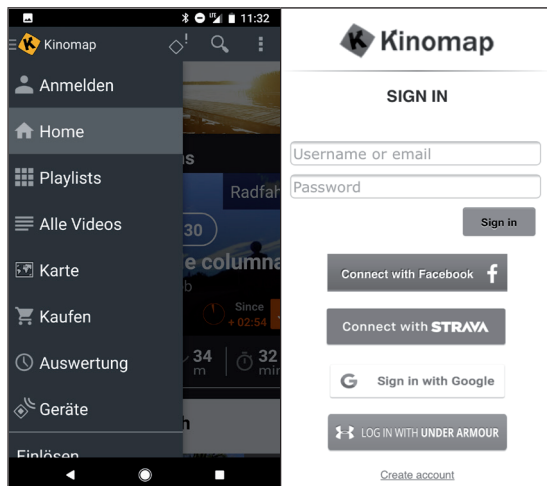 11:32
Kinomap
Anmelden
Home
Playlists
Alle Videos
Karte
Kaufen
Auswertung
Geräte
Einlösen
s
Radfah
30
e columna
b
Since
+ 02:54
34
m
32
min
h
Kinomap
SIGN IN
Username or email
Password
Sign in
Connect with Facebook
Connect with STRAVA
G Sign in with Google
LOG IN WITH UNDER ARMOUR
Create account